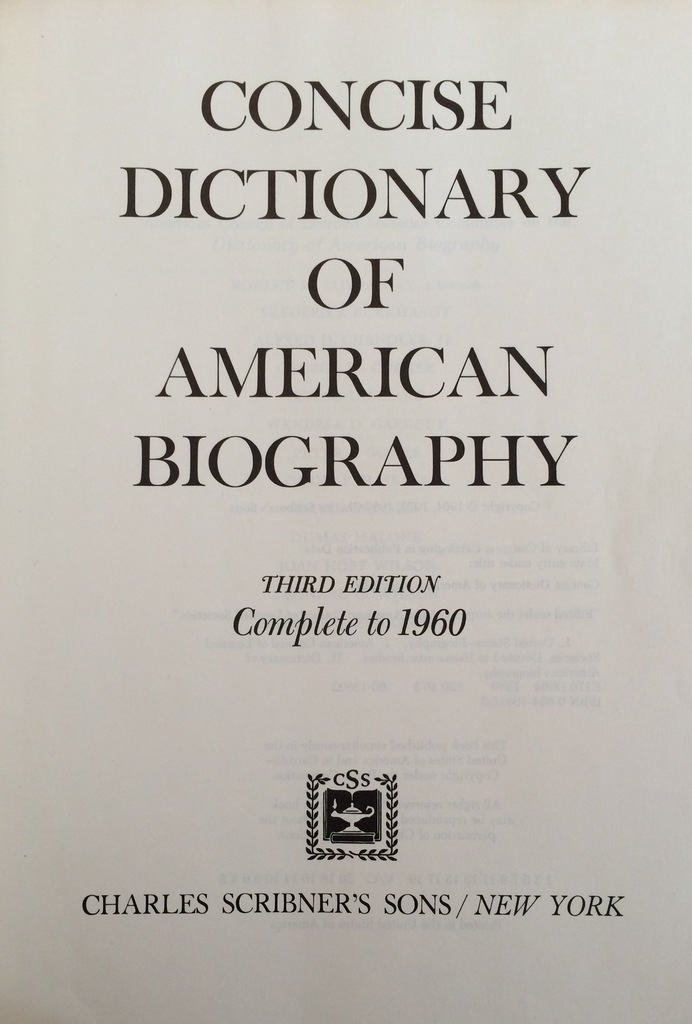 CONCISE
DICTIONARY
OF
AMERICAN
BIOGRAPHY
THIRD EDITION
Complete to 1960
CSS
CHARLES SCRIBNER'S SONS / NEW YORK